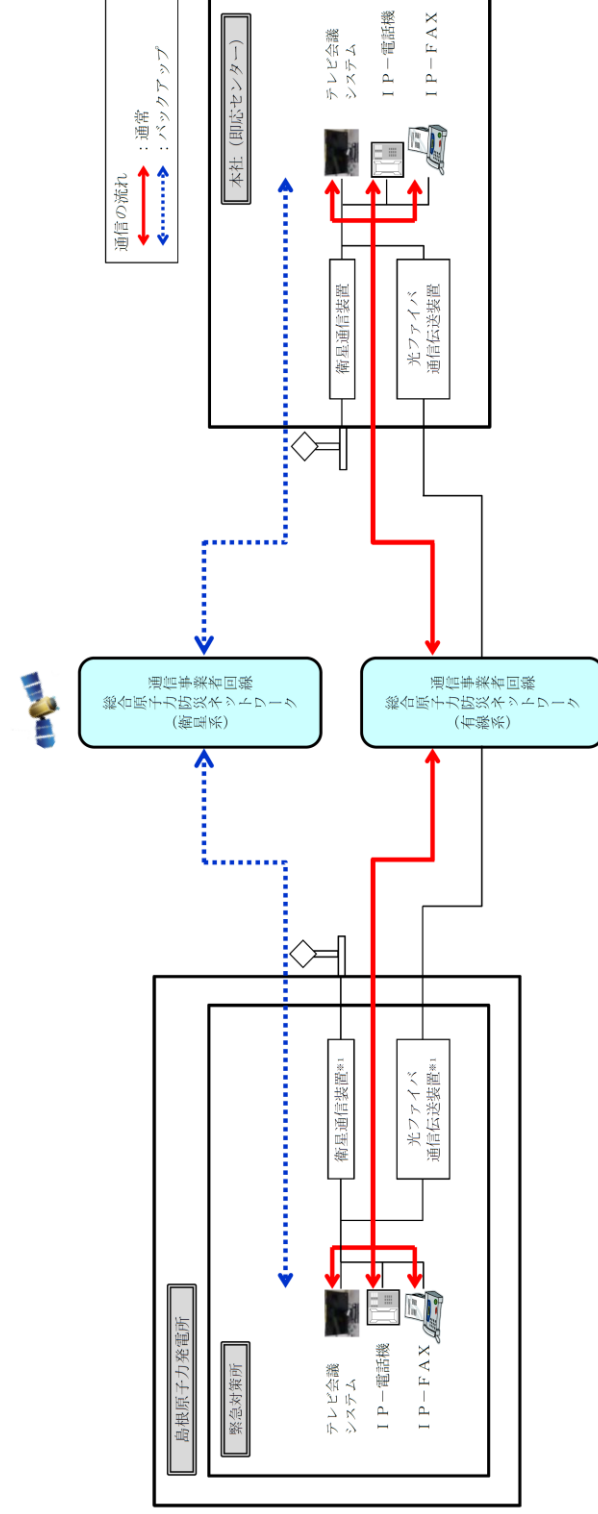 通信の流れ
：通常
：バックアップ
島根原子力発電所
緊急対策所
テレビ会議
システム
ＩＰ－電話機
ＩＰ－ＦＡＸ
衛星通信装置※1
光ファイバ
通信伝送装置※1
通信事業者回線
総合原子力防災ネットワーク
(衛星系)
通信事業者回線
総合原子力防災ネットワーク
(有線系)
本社（即応センター）
衛星通信装置
光ファイバ
通信伝送装置
テレビ会議
システム
ＩＰ－電話機
ＩＰ－ＦＡＸ